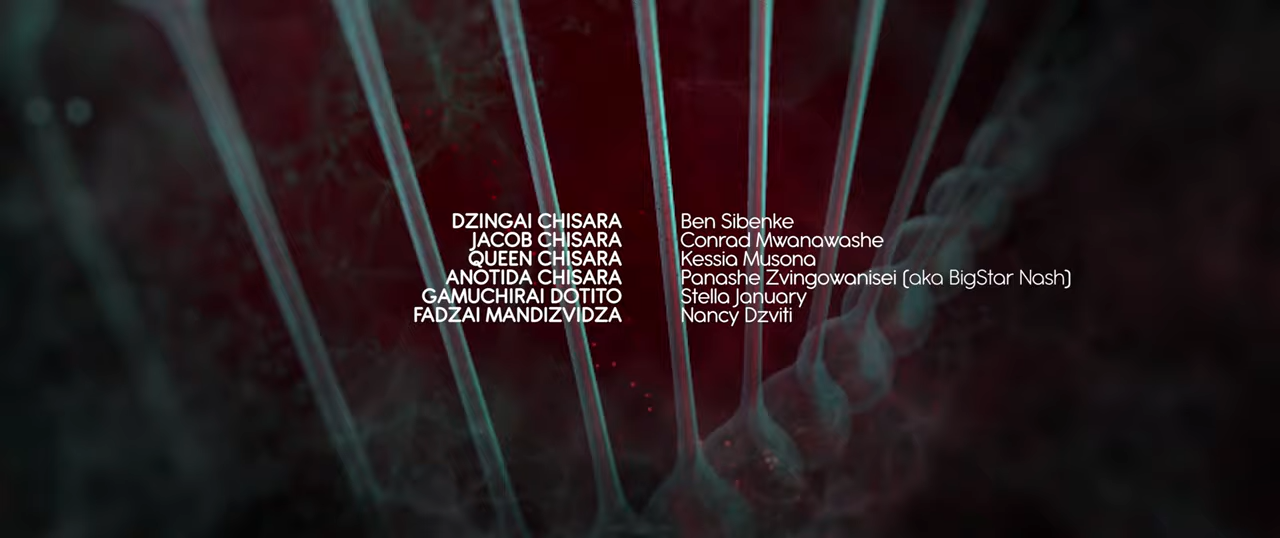 DZINGAI CHISARA Ben Sibenke
JACOB CHISARA Conrad Mwanawashe
QUEEN CHISARA Kessia Musona
ANOTIDA CHISARA Panashe Zvingowanisei (aka BigStar Nash)
GAMUCHIRAI DOTITO Stella January
FADZAI MANDIZVIDZA Nancy Dzviti